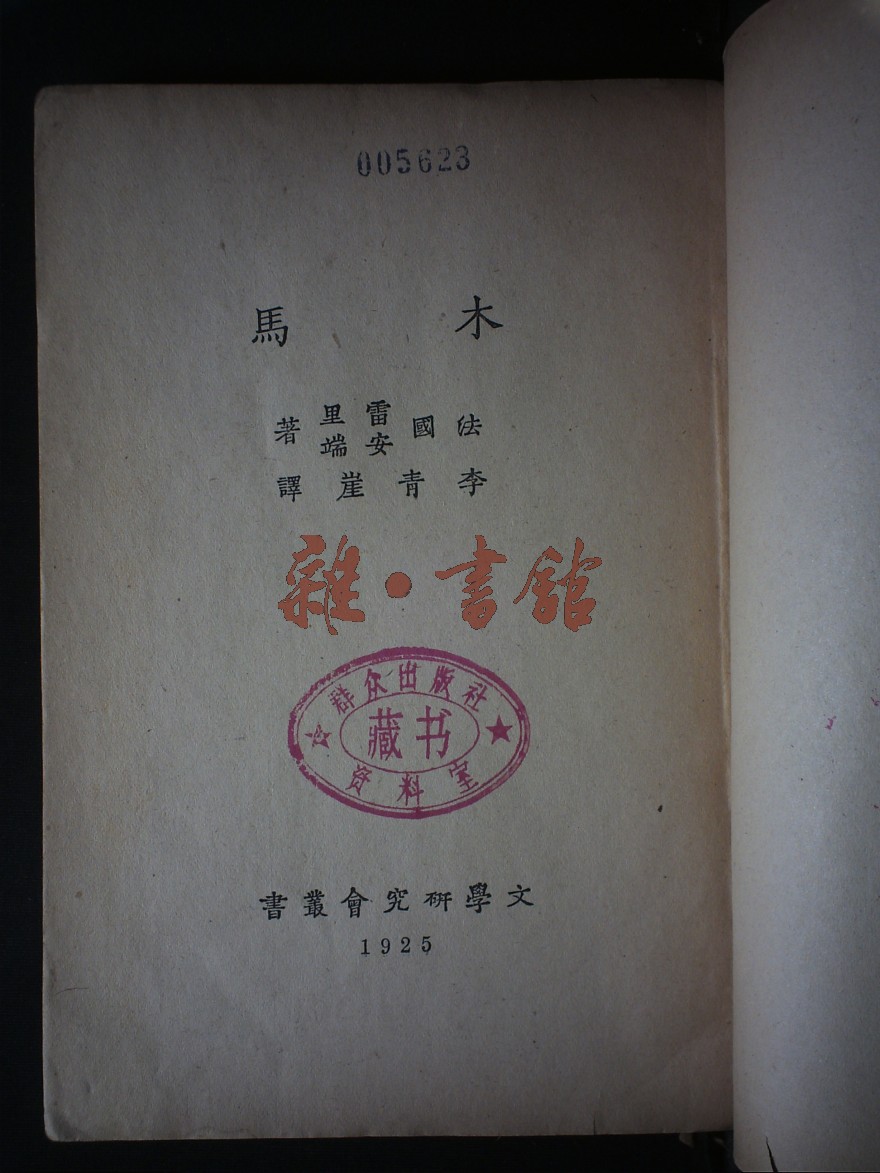 005623
木馬
法國雷里安端著
李青崖譯
雜·書館
群众出版社
藏书
资料室
文學研究會叢書
1925